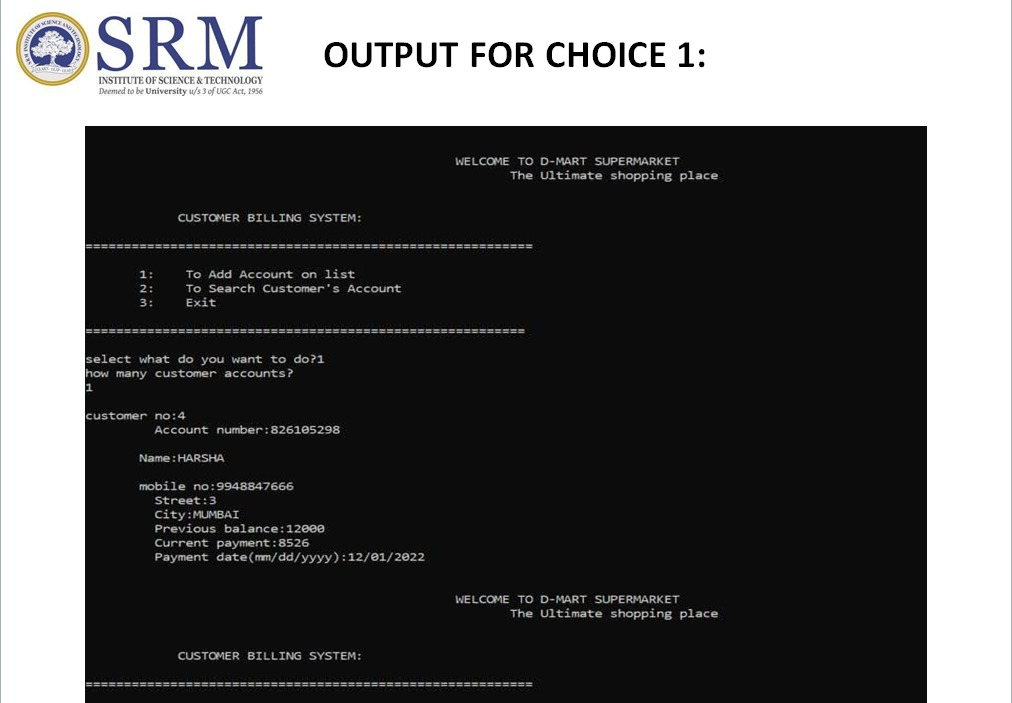 SRM
INSTITUTE OF SCIENCE & TECHNOLOGY
Deemed to be University u/s 3 of UGC Act, 1956
OUTPUT FOR CHOICE 1:
WELCOME TO D-MART SUPERMARKET
The Ultimate shopping place
CUSTOMER BILLING SYSTEM:
==========================================================
1: To Add Account on list
2: To Search Customer's Account
3: Exit
=========================================================
select what do you want to do?1
how many customer accounts?
1
customer no:4
Account number:826105298
Name:HARSHA
mobile no:9948847666
Street:3
City:MUMBAI
Previous balance:12000
Current payment:8526
Payment date(mm/dd/yyyy):12/01/2022
WELCOME TO D-MART SUPERMARKET
The Ultimate shopping place
CUSTOMER BILLING SYSTEM:
==========================================================